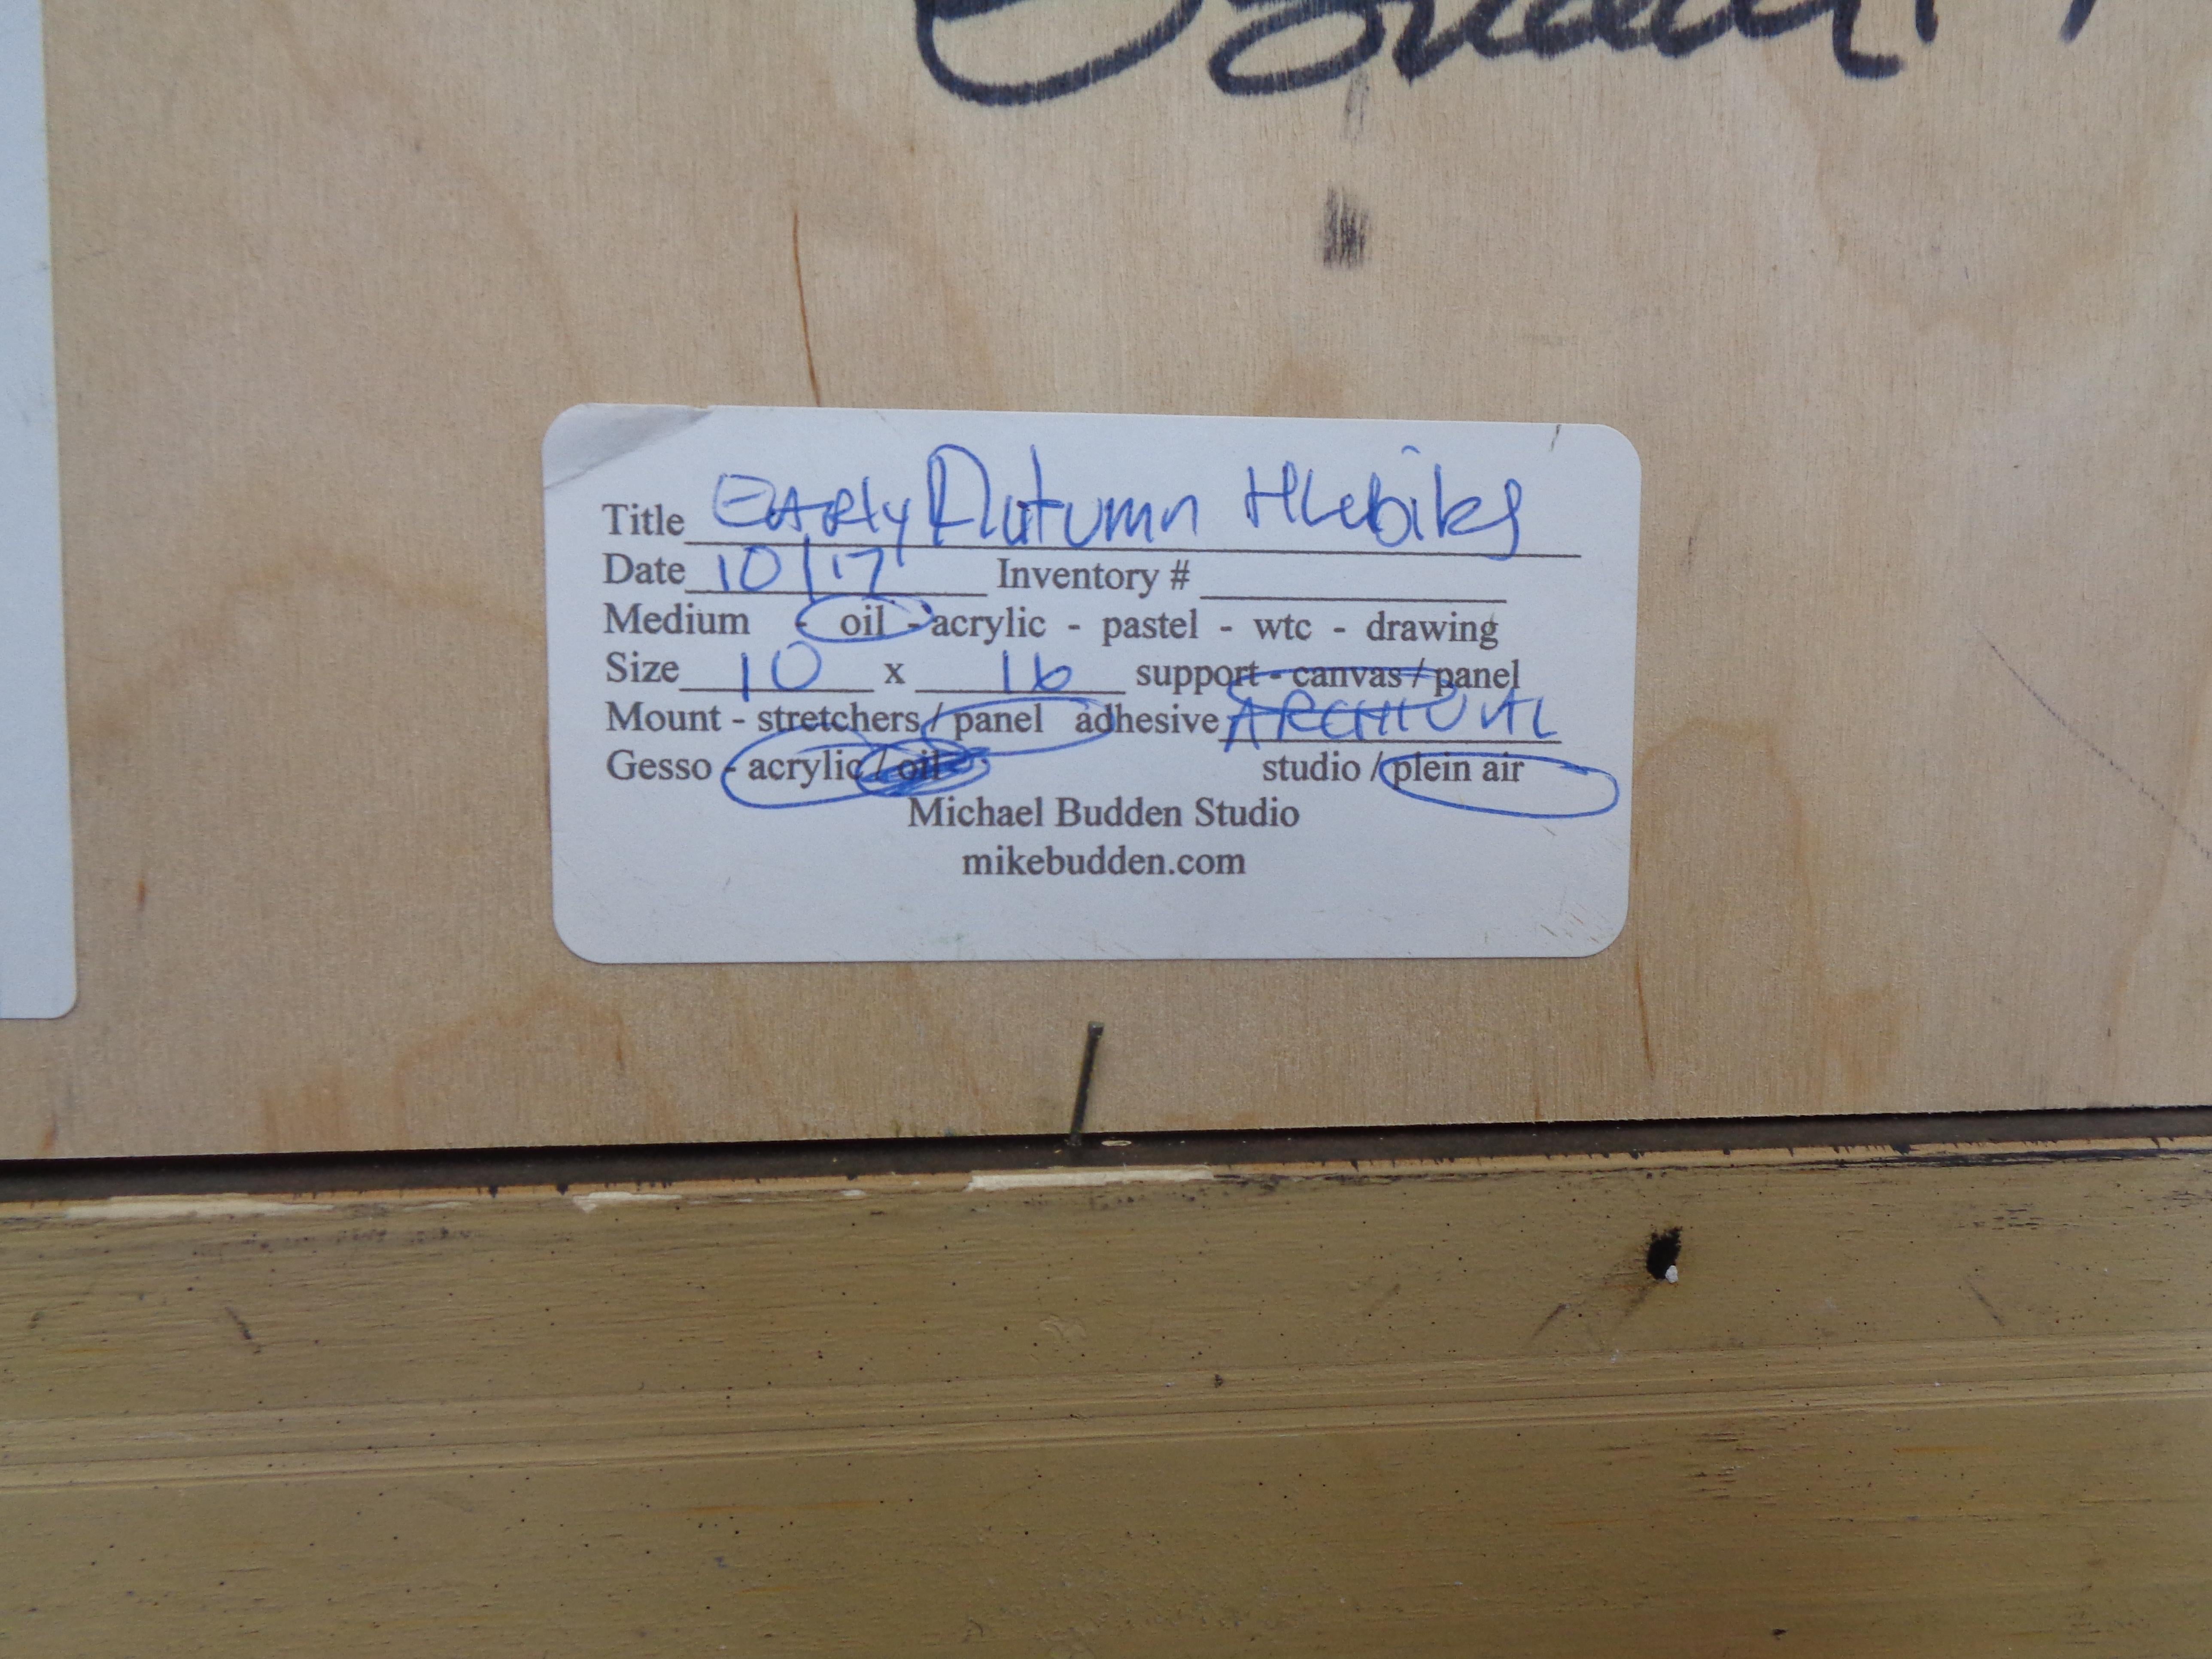 Title EARly Autumn Hlebiks
Date 10/17 Inventory #
Medium - oil - acrylic - pastel - wtc - drawing
Size 10 x 16 support - canvas / panel
Mount - stretchers / panel adhesive ARCHIVAL
Gesso - acrylic / oil studio / plein air
Michael Budden Studio
mikebudden.com